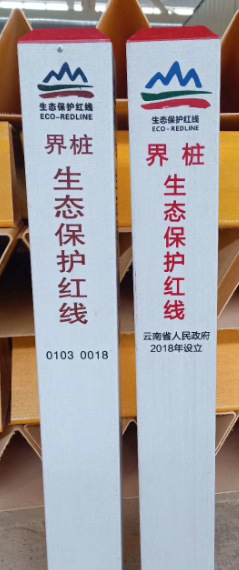 生态保护红线
ECO-REDLINE
界桩
生态保护红线
0103 0018
生态保护红线
ECO-REDLINE
界桩
生态保护红线
云南省人民政府
2018年设立